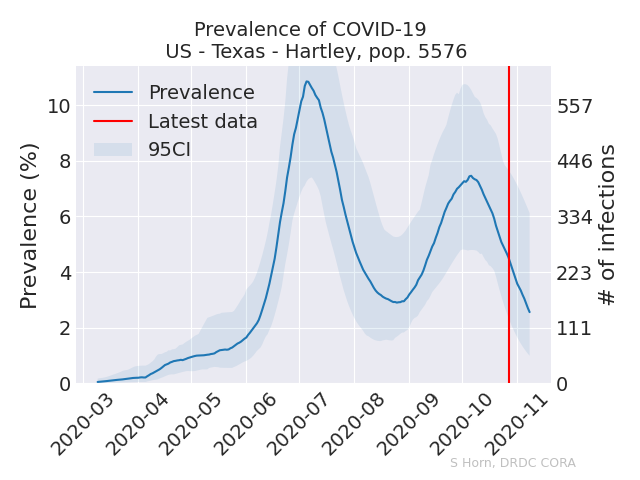 Prevalence of COVID-19
US - Texas - Hartley, pop. 5576
Prevalence
Latest data
95CI
Prevalence (%)
10
8
6
4
2
0
557
446
334
223
111
0
# of infections
2020-03
2020-04
2020-05
2020-06
2020-07
2020-08
2020-09
2020-10
2020-11
S Horn, DRDC CORA